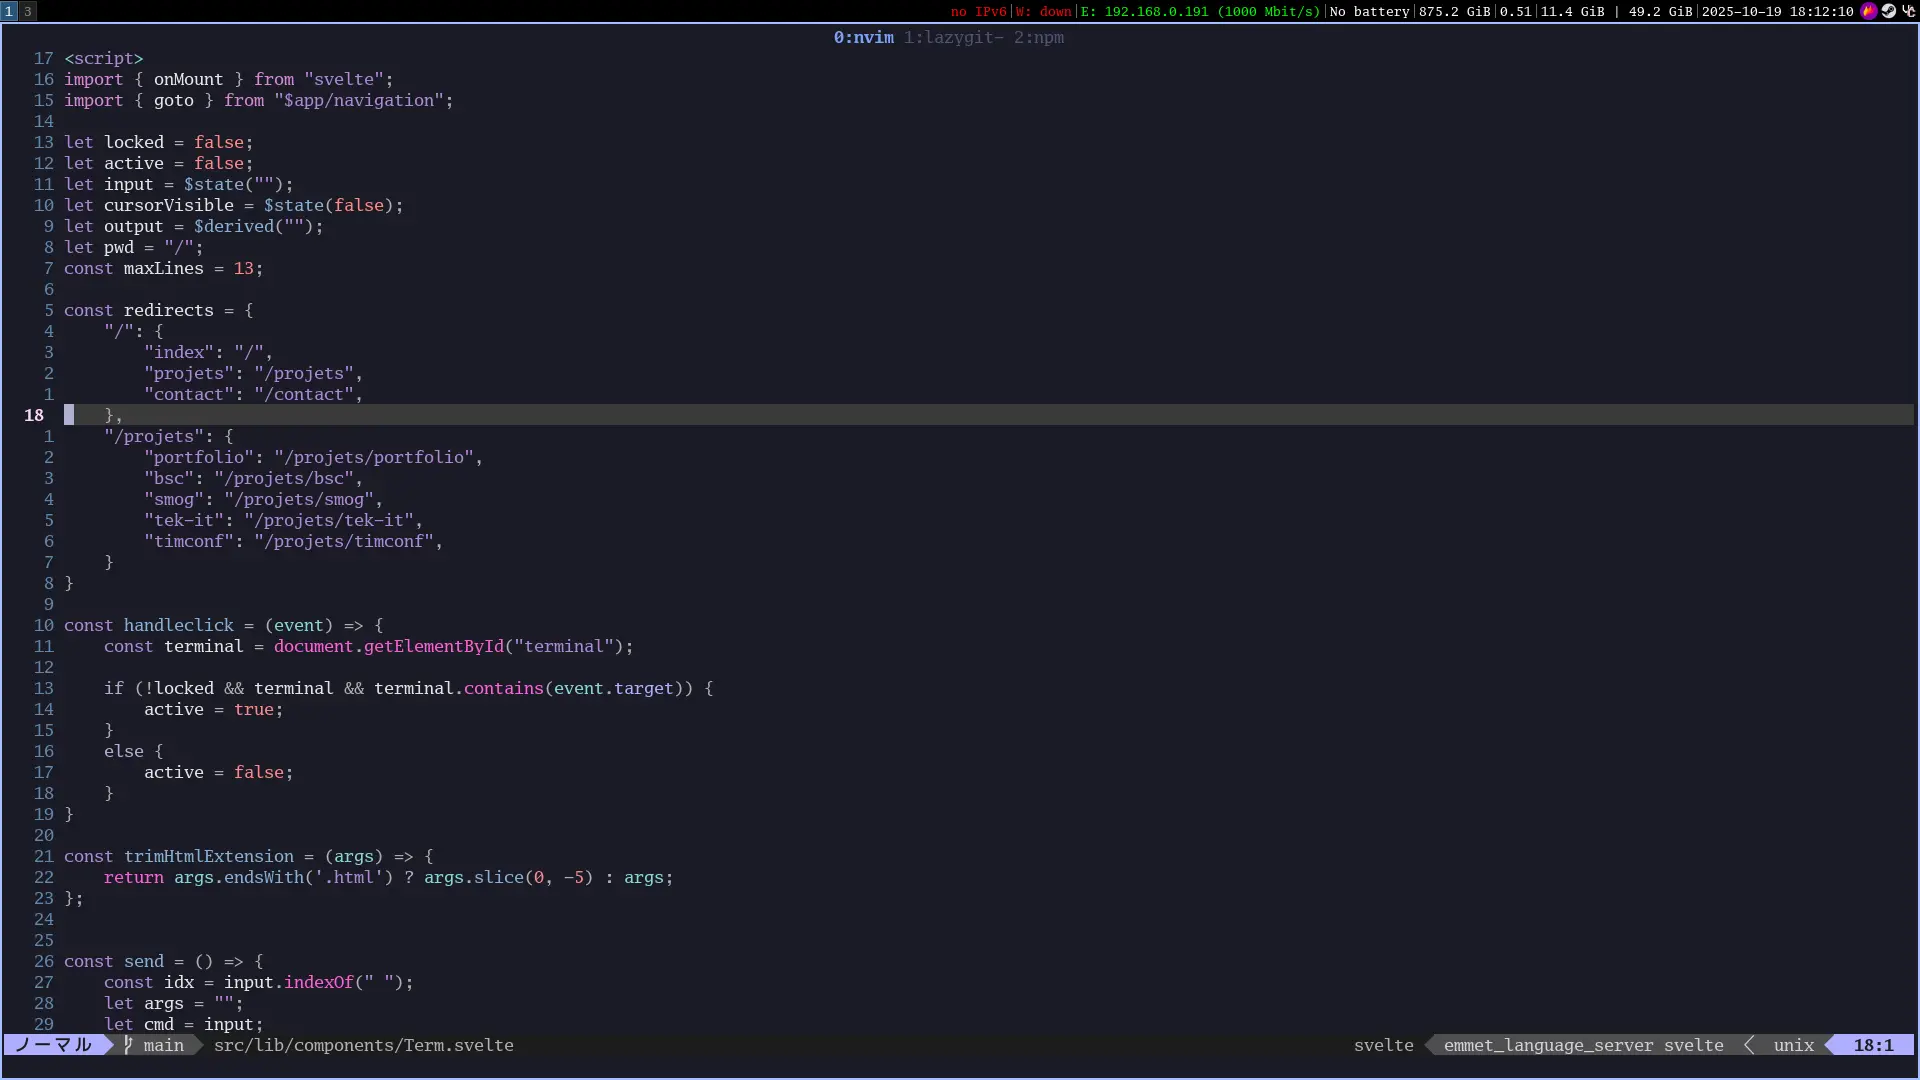 1 3 no IPv6|W: down|E: 192.168.0.191 (1000 Mbit/s)|No battery|875.2 GiB|0.51|11.4 GiB | 49.2 GiB|2025-10-19 18:12:10
0:nvim 1:lazygit- 2:npm
17 <script>
16 import { onMount } from "svelte";
15 import { goto } from "$app/navigation";
14
13 let locked = false;
12 let active = false;
11 let input = $state("");
10 let cursorVisible = $state(false);
9 let output = $derived("");
8 let pwd = "/";
7 const maxLines = 13;
6
5 const redirects = {
4     "/": {
3         "index": "/",
2         "projets": "/projets",
1         "contact": "/contact",
18     },
1     "/projets": {
2         "portfolio": "/projets/portfolio",
3         "bsc": "/projets/bsc",
4         "smog": "/projets/smog",
5         "tek-it": "/projets/tek-it",
6         "timconf": "/projets/timconf",
7     }
8 }
9
10 const handleclick = (event) => {
11     const terminal = document.getElementById("terminal");
12
13     if (!locked && terminal && terminal.contains(event.target)) {
14         active = true;
15     }
16     else {
17         active = false;
18     }
19 }
20
21 const trimHtmlExtension = (args) => {
22     return args.endsWith('.html') ? args.slice(0, -5) : args;
23 };
24
25
26 const send = () => {
27     const idx = input.indexOf(" ");
28     let args = "";
29     let cmd = input;
ノーマル main src/lib/components/Term.svelte svelte emmet_language_server svelte unix 18:1